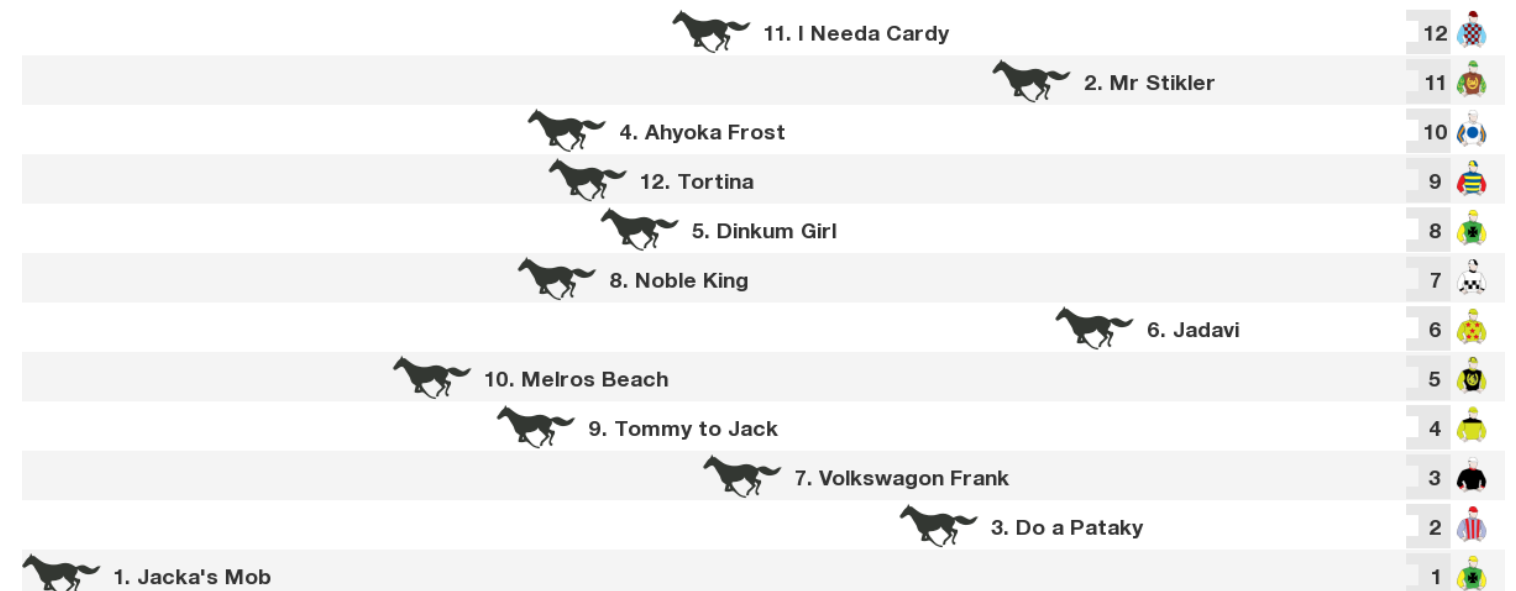 11. I Needa Cardy 12
2. Mr Stikler 11
4. Ahyoka Frost 10
12. Tortina 9
5. Dinkum Girl 8
8. Noble King 7
6. Jadavi 6
10. Melros Beach 5
9. Tommy to Jack 4
7. Volkswagon Frank 3
3. Do a Pataky 2
1. Jacka's Mob 1